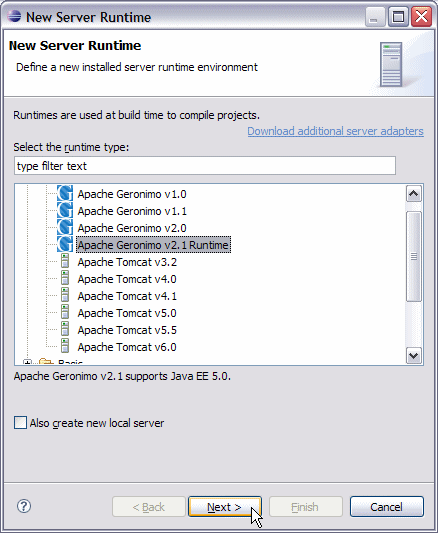 New Server Runtime
New Server Runtime
Define a new installed server runtime environment
Runtimes are used at build time to compile projects.
Download additional server adapters
Select the runtime type:
type filter text
Apache Geronimo v1.0
Apache Geronimo v1.1
Apache Geronimo v2.0
Apache Geronimo v2.1 Runtime
Apache Tomcat v3.2
Apache Tomcat v4.0
Apache Tomcat v4.1
Apache Tomcat v5.0
Apache Tomcat v5.5
Apache Tomcat v6.0
Basic
Apache Geronimo v2.1 supports Java EE 5.0.
Also create new local server
? < Back Next > Finish Cancel